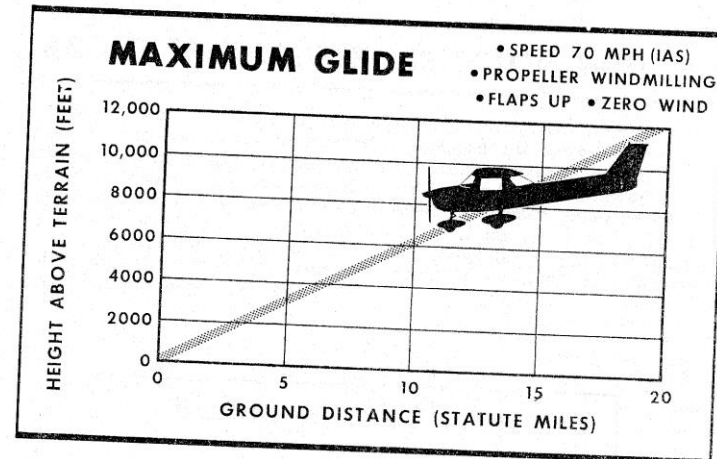 MAXIMUM GLIDE
• SPEED 70 MPH (IAS)
• PROPELLER WINDMILLING
• FLAPS UP • ZERO WIND
HEIGHT ABOVE TERRAIN (FEET)
12,000
10,000
8000
6000
4000
2000
0
0 5 10 15 20
GROUND DISTANCE (STATUTE MILES)